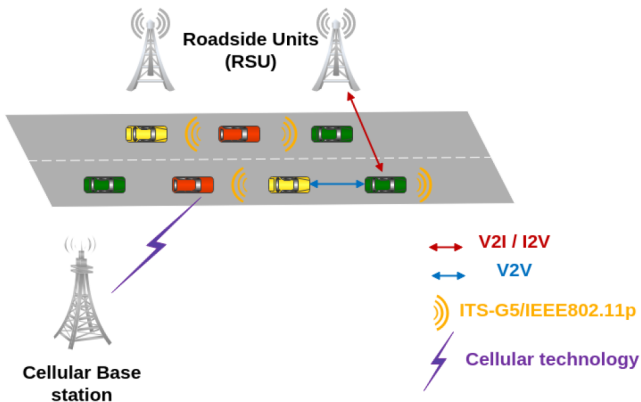 Roadside Units
(RSU)
V2I / I2V
V2V
ITS-G5/IEEE802.11p
Cellular technology
Cellular Base
station